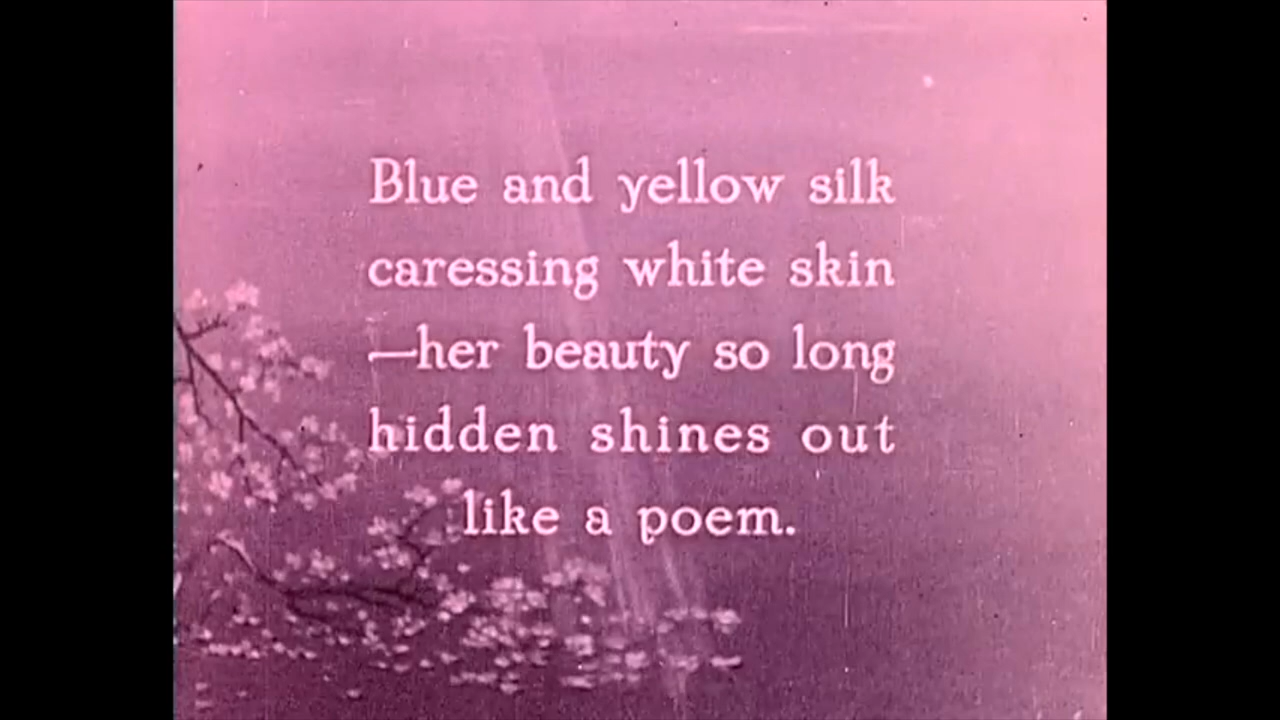 Blue and yellow silk
caressing white skin
—her beauty so long
hidden shines out
like a poem.